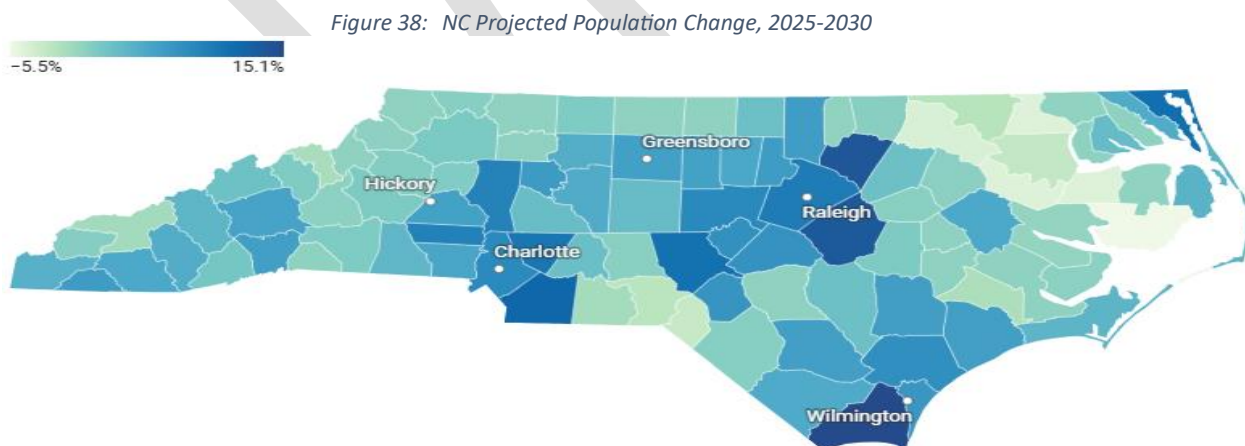 Figure 38: NC Projected Population Change, 2025-2030
−5.5% 15.1%
Greensboro
Hickory
Raleigh
Charlotte
Wilmington